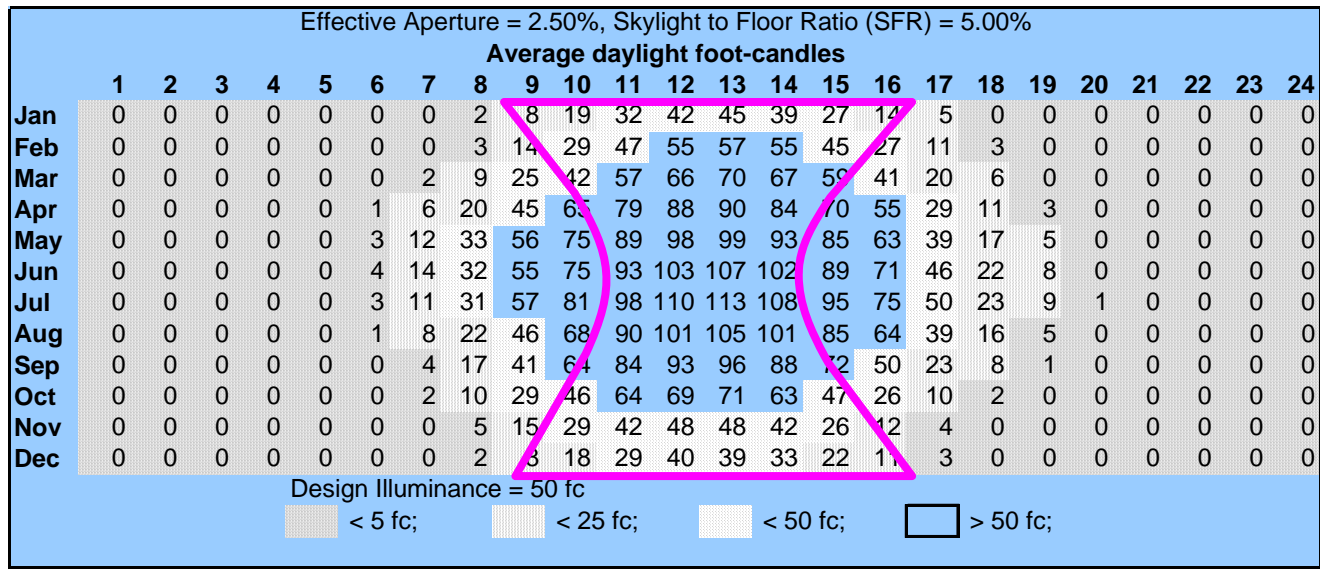 Effective Aperture = 2.50%, Skylight to Floor Ratio (SFR) = 5.00%
Average daylight foot-candles
1 2 3 4 5 6 7 8 9 10 11 12 13 14 15 16 17 18 19 20 21 22 23 24
Jan 0 0 0 0 0 0 0 2 8 19 32 42 45 39 27 14 5 0 0 0 0 0 0 0
Feb 0 0 0 0 0 0 0 3 14 29 47 55 57 55 45 27 11 3 0 0 0 0 0 0
Mar 0 0 0 0 0 0 2 9 25 42 57 66 70 67 59 41 20 6 0 0 0 0 0 0
Apr 0 0 0 0 0 1 6 20 45 65 79 88 90 84 70 55 29 11 3 0 0 0 0 0
May 0 0 0 0 0 3 12 33 56 75 89 98 99 93 85 63 39 17 5 0 0 0 0 0
Jun 0 0 0 0 0 4 14 32 55 75 93 103 107 102 89 71 46 22 8 0 0 0 0 0
Jul 0 0 0 0 0 3 11 31 57 81 98 110 113 108 95 75 50 23 9 1 0 0 0 0
Aug 0 0 0 0 0 1 8 22 46 68 90 101 105 101 85 64 39 16 5 0 0 0 0 0
Sep 0 0 0 0 0 0 4 17 41 64 84 93 96 88 72 50 23 8 1 0 0 0 0 0
Oct 0 0 0 0 0 0 2 10 29 46 64 69 71 63 47 26 10 2 0 0 0 0 0 0
Nov 0 0 0 0 0 0 0 5 15 29 42 48 48 42 26 12 4 0 0 0 0 0 0 0
Dec 0 0 0 0 0 0 0 2 8 18 29 40 39 33 22 11 3 0 0 0 0 0 0 0
Design Illuminance = 50 fc
< 5 fc; < 25 fc; < 50 fc; > 50 fc;